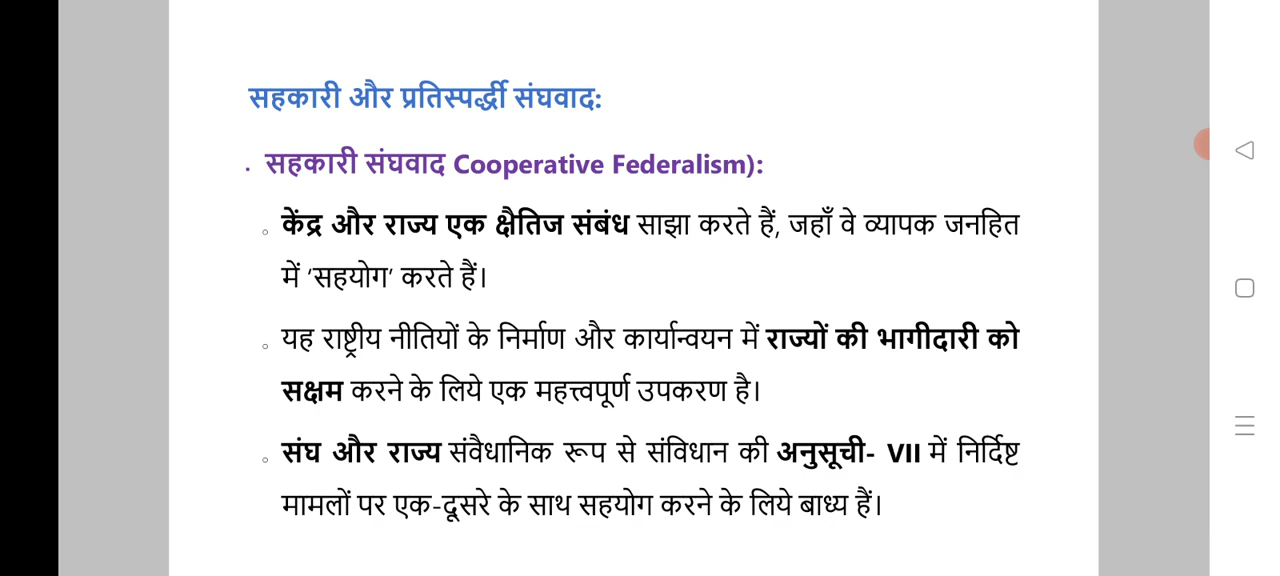 सहकारी और प्रतिस्पर्द्धी संघवाद:
· सहकारी संघवाद Cooperative Federalism):
○ केंद्र और राज्य एक क्षैतिज संबंध साझा करते हैं, जहाँ वे व्यापक जनहित
में ‘सहयोग’ करते हैं।
○ यह राष्ट्रीय नीतियों के निर्माण और कार्यान्वयन में राज्यों की भागीदारी को
सक्षम करने के लिये एक महत्त्वपूर्ण उपकरण है।
○ संघ और राज्य संवैधानिक रूप से संविधान की अनुसूची- VII में निर्दिष्ट
मामलों पर एक-दूसरे के साथ सहयोग करने के लिये बाध्य हैं।